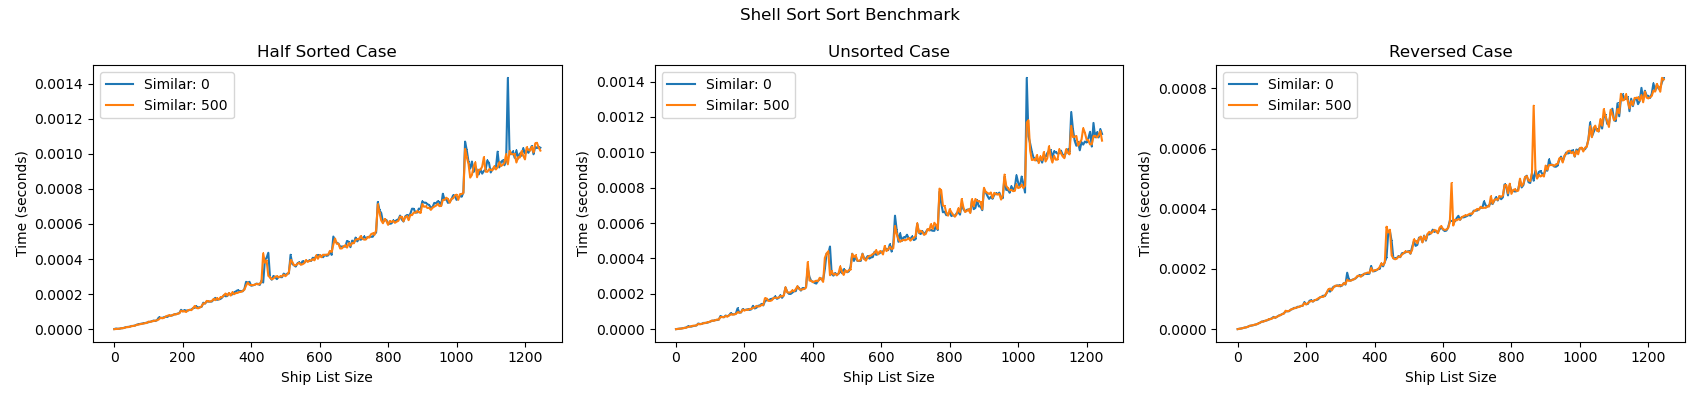 Shell Sort Sort Benchmark
Half Sorted Case
Similar: 0
Similar: 500
0.0014
0.0012
0.0010
0.0008
0.0006
0.0004
0.0002
0.0000
Time (seconds)
0 200 400 600 800 1000 1200
Ship List Size
Unsorted Case
Similar: 0
Similar: 500
0.0014
0.0012
0.0010
0.0008
0.0006
0.0004
0.0002
0.0000
Time (seconds)
0 200 400 600 800 1000 1200
Ship List Size
Reversed Case
Similar: 0
Similar: 500
0.0008
0.0006
0.0004
0.0002
0.0000
Time (seconds)
0 200 400 600 800 1000 1200
Ship List Size